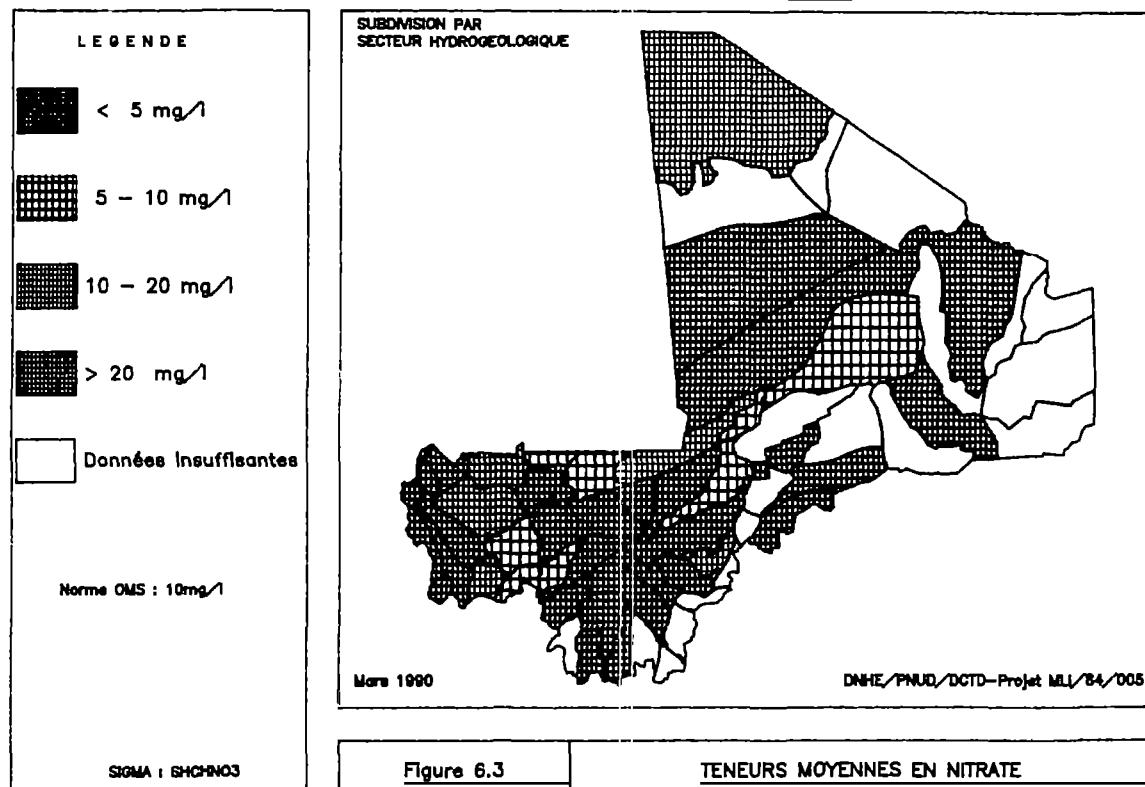 LEGENDE
< 5 mg/l
5 – 10 mg/l
10 – 20 mg/l
> 20 mg/l
Données insuffisantes
Norme OMS : 10mg/l
SIGMA : SHCHNO3
SUBDIVISION PAR
SECTEUR HYDROGEOLOGIQUE
Mars 1990
DNHE/PNUD/DCTD-Projet MLI/84/005
Figure 6.3
TENEURS MOYENNES EN NITRATE